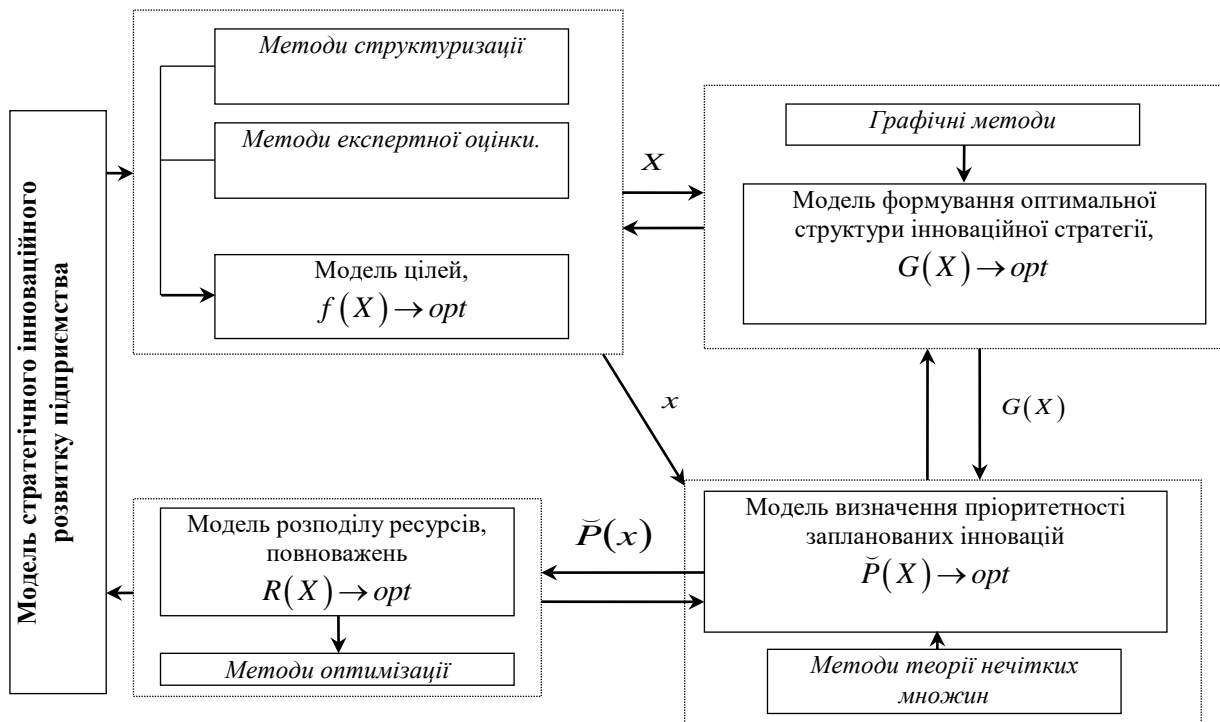 Модель стратегічного інноваційного
розвитку підприємства
Методи структуризації
Методи експертної оцінки.
Модель цілей,
f(X)→opt
X
Графічні методи
Модель формування оптимальної
структури інноваційної стратегії,
G(X)→opt
x
G(X)
Модель розподілу ресурсів,
повноважень
R(X)→opt
Методи оптимізації
P̆(x)
Модель визначення пріоритетності
запланованих інновацій
P̆(X)→opt
Методи теорії нечітких
множин